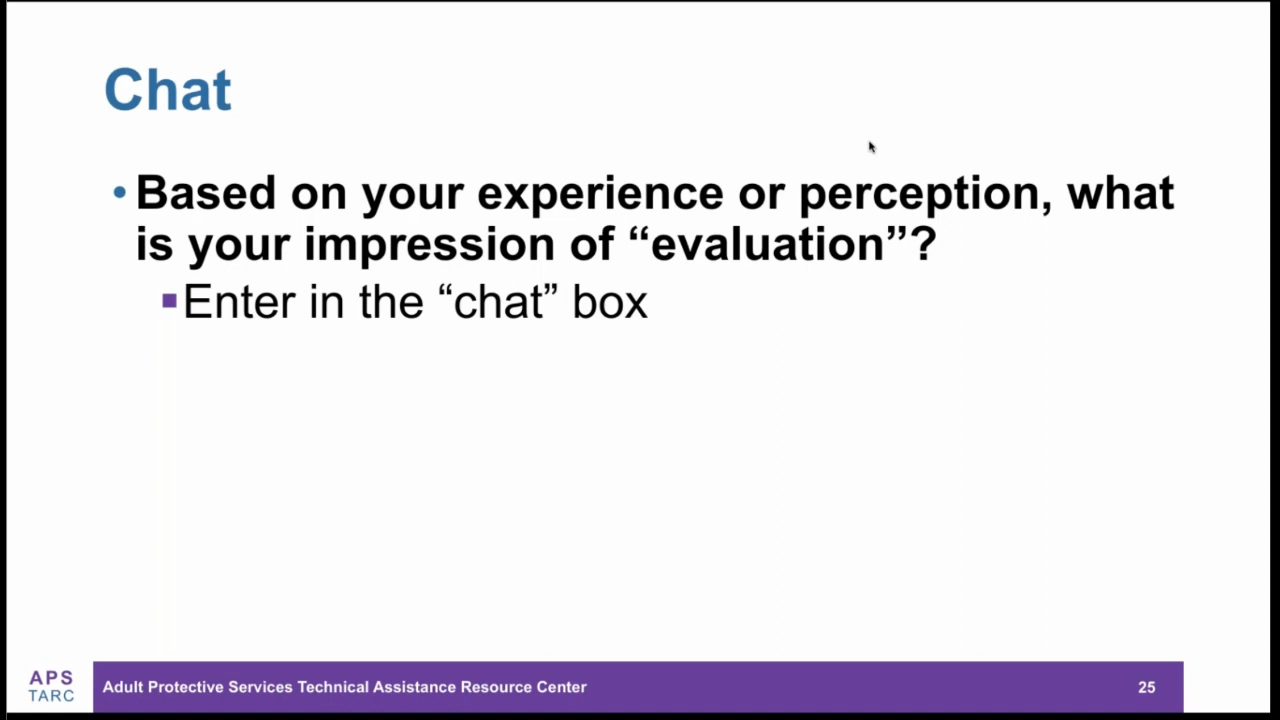 Chat
• Based on your experience or perception, what
is your impression of “evaluation”?
▪ Enter in the “chat” box
APS
TARC
Adult Protective Services Technical Assistance Resource Center
25